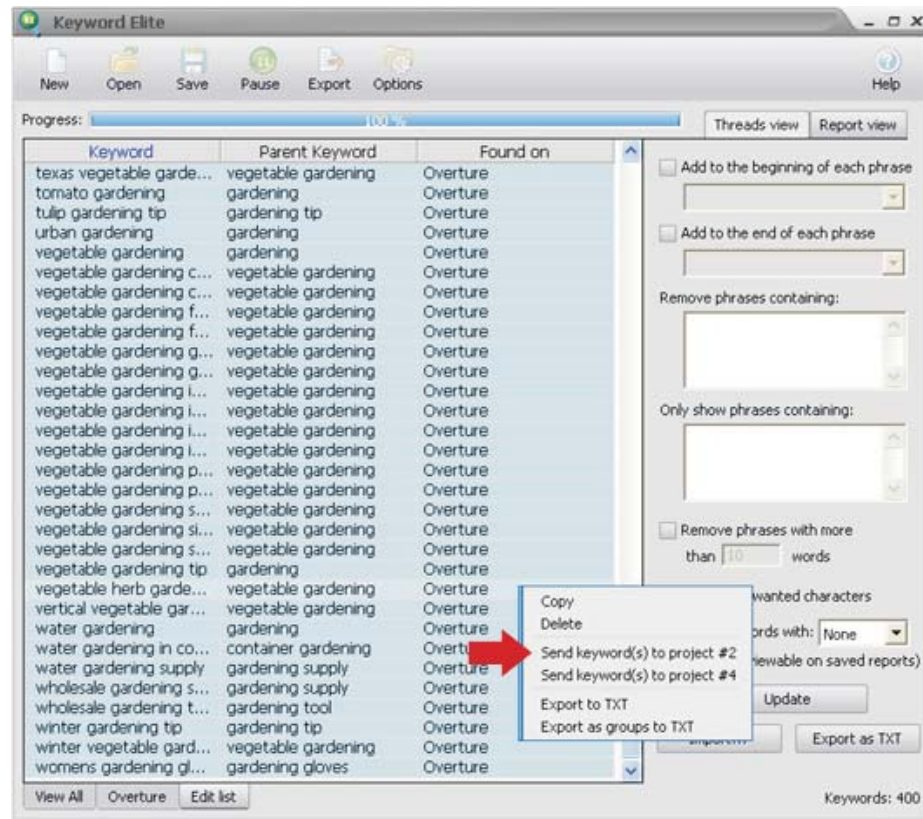 Keyword Elite
New Open Save Pause Export Options Help
Progress: 100 % Threads view Report view
Keyword Parent Keyword Found on
texas vegetable garde... vegetable gardening Overture
tomato gardening gardening Overture
tulip gardening tip gardening tip Overture
urban gardening gardening Overture
vegetable gardening gardening Overture
vegetable gardening c... vegetable gardening Overture
vegetable gardening c... vegetable gardening Overture
vegetable gardening f... vegetable gardening Overture
vegetable gardening f... vegetable gardening Overture
vegetable gardening g... vegetable gardening Overture
vegetable gardening g... vegetable gardening Overture
vegetable gardening i... vegetable gardening Overture
vegetable gardening i... vegetable gardening Overture
vegetable gardening i... vegetable gardening Overture
vegetable gardening i... vegetable gardening Overture
vegetable gardening p... vegetable gardening Overture
vegetable gardening p... vegetable gardening Overture
vegetable gardening s... vegetable gardening Overture
vegetable gardening si... vegetable gardening Overture
vegetable gardening s... vegetable gardening Overture
vegetable gardening tip gardening Overture
vegetable herb garde... vegetable gardening Overture
vertical vegetable gar... vegetable gardening Overture
water gardening gardening Overture
water gardening in co... container gardening
water gardening supply gardening supply Overture
wholesale gardening s... gardening supply Overture
wholesale gardening t... gardening tool Overture
winter gardening tip gardening tip Overture
winter vegetable gard... vegetable gardening Overture
womens gardening gl... gardening gloves Overture
View All Overture Edit list
Add to the beginning of each phrase
Add to the end of each phrase
Remove phrases containing:
Only show phrases containing:
Remove phrases with more
than 10 words
wanted characters
ords with: None
iewable on saved reports)
Update
Export as TXT
Keywords: 400
Copy
Delete
Send keyword(s) to project #2
Send keyword(s) to project #4
Export to TXT
Export as groups to TXT